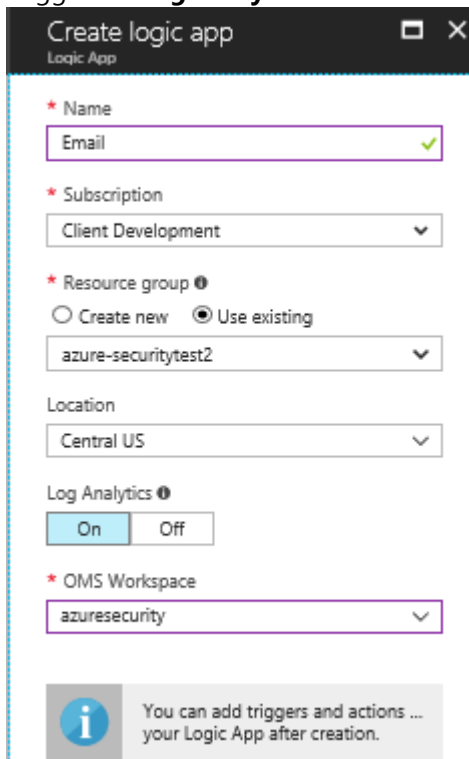 Create logic app
Logic App
* Name
Email
* Subscription
Client Development
* Resource group
Create new Use existing
azure-securitytest2
Location
Central US
Log Analytics
On Off
* OMS Workspace
azuresecurity
You can add triggers and actions ...
your Logic App after creation.